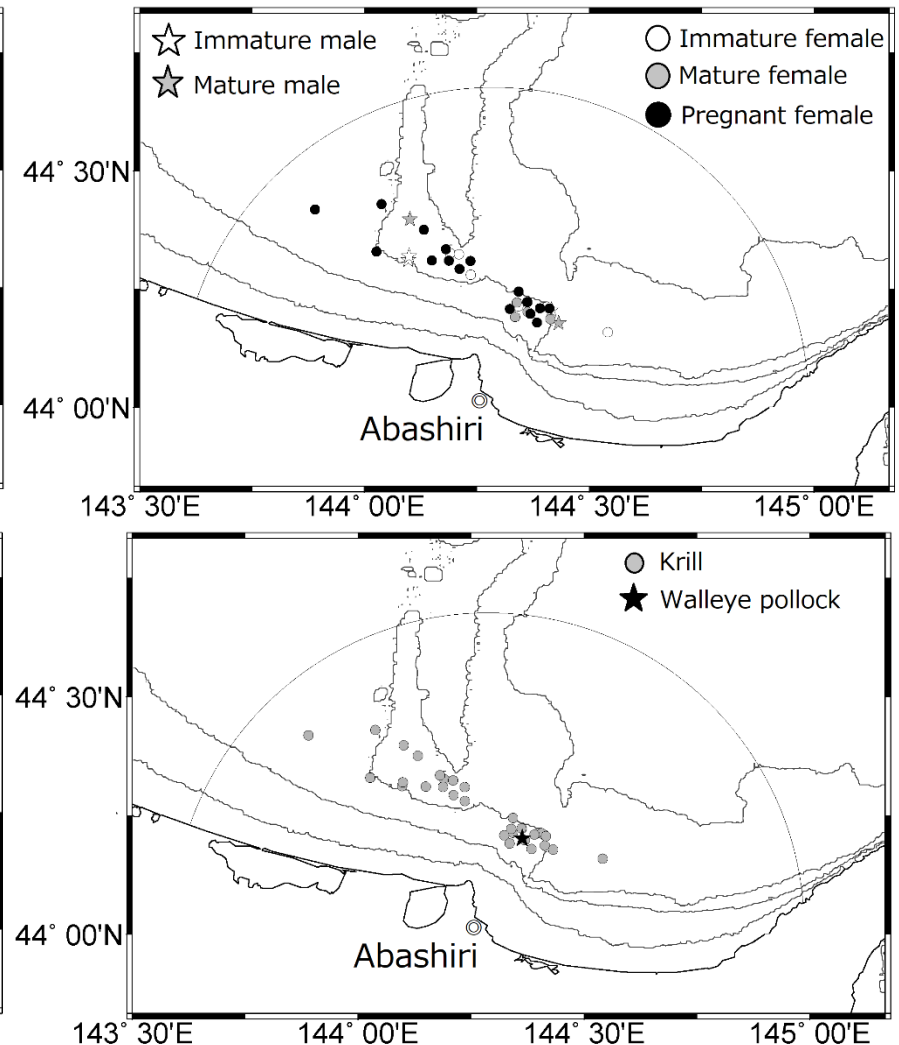 Immature male
Mature male
Immature female
Mature female
Pregnant female
44° 30'N
44° 00'N
Abashiri
143° 30'E
144° 00'E
144° 30'E
145° 00'E
Krill
Walleye pollock
44° 30'N
44° 00'N
Abashiri
143° 30'E
144° 00'E
144° 30'E
145° 00'E